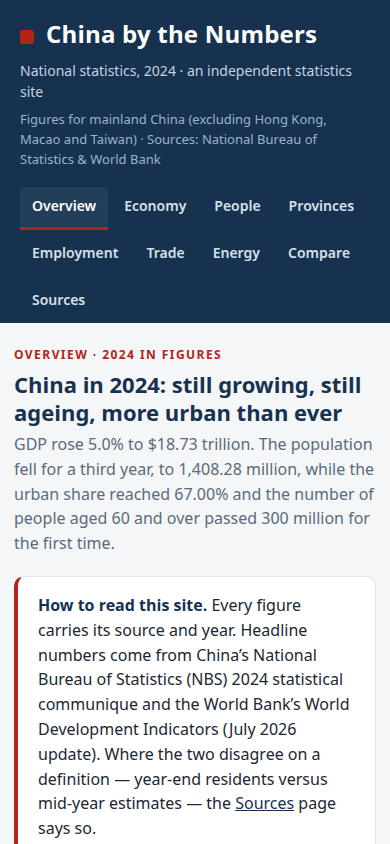 China by the Numbers
National statistics, 2024 · an independent statistics
site
Figures for mainland China (excluding Hong Kong,
Macao and Taiwan) · Sources: National Bureau of
Statistics & World Bank
Overview Economy People Provinces
Employment Trade Energy Compare
Sources
OVERVIEW · 2024 IN FIGURES
China in 2024: still growing, still
ageing, more urban than ever
GDP rose 5.0% to $18.73 trillion. The population
fell for a third year, to 1,408.28 million, while the
urban share reached 67.00% and the number of
people aged 60 and over passed 300 million for
the first time.
How to read this site. Every figure
carries its source and year. Headline
numbers come from China’s National
Bureau of Statistics (NBS) 2024 statistical
communique and the World Bank’s World
Development Indicators (July 2026
update). Where the two disagree on a
definition — year-end residents versus
mid-year estimates — the Sources page
says so.